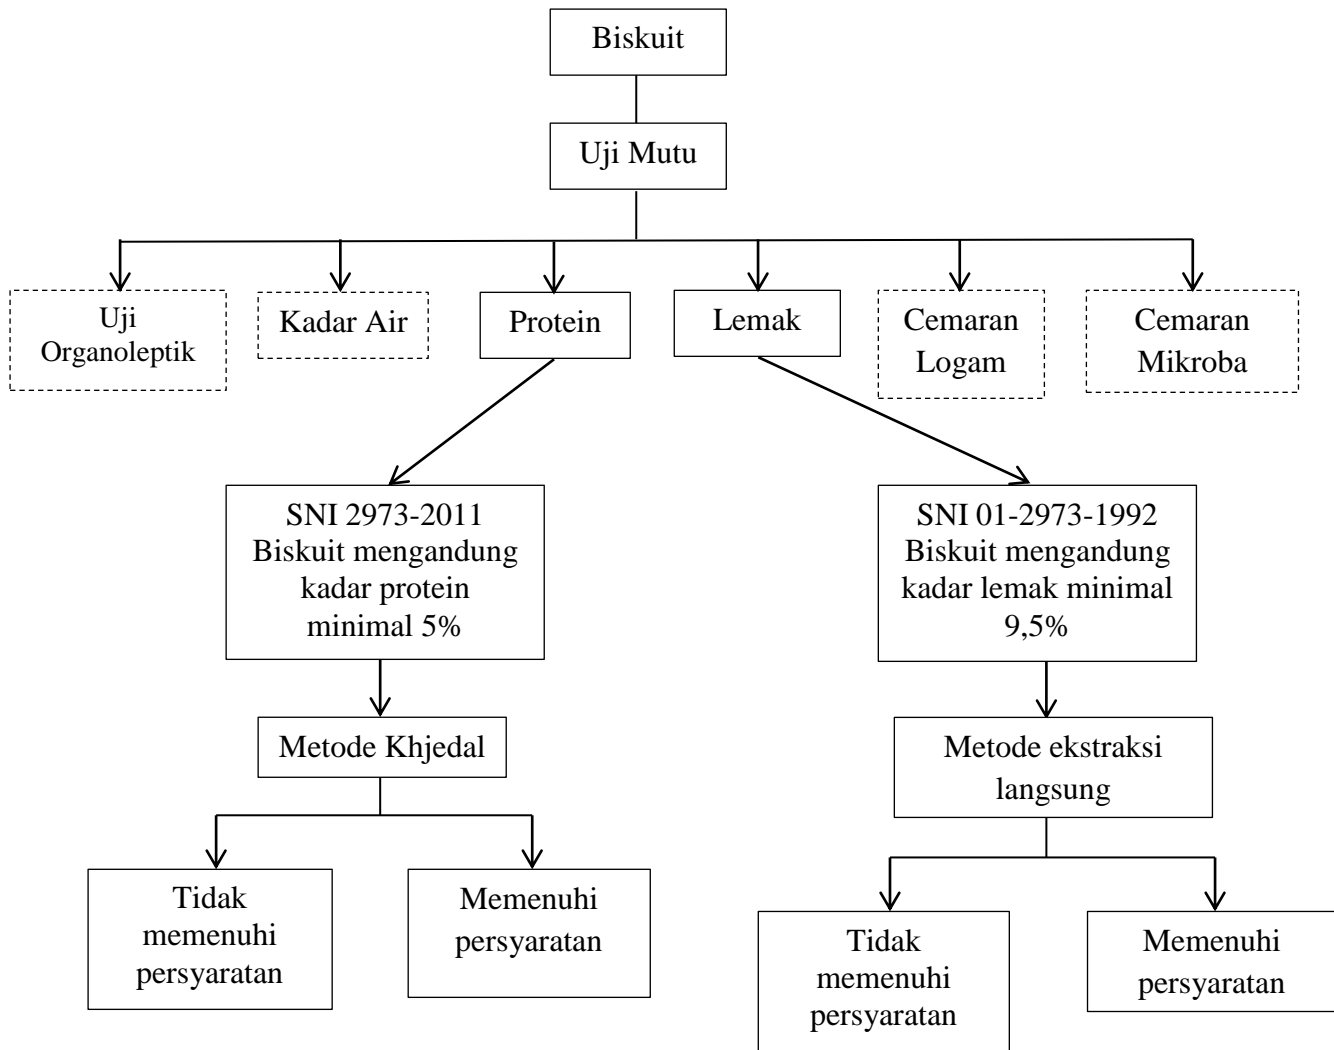 Biskuit
Uji Mutu
Uji
Organoleptik
Kadar Air
Protein
Lemak
Cemaran
Logam
Cemaran
Mikroba
SNI 2973-2011
Biskuit mengandung
kadar protein
minimal 5%
SNI 01-2973-1992
Biskuit mengandung
kadar lemak minimal
9,5%
Metode Khjedal
Metode ekstraksi
langsung
Tidak
memenuhi
persyaratan
Memenuhi
persyaratan
Tidak
memenuhi
persyaratan
Memenuhi
persyaratan